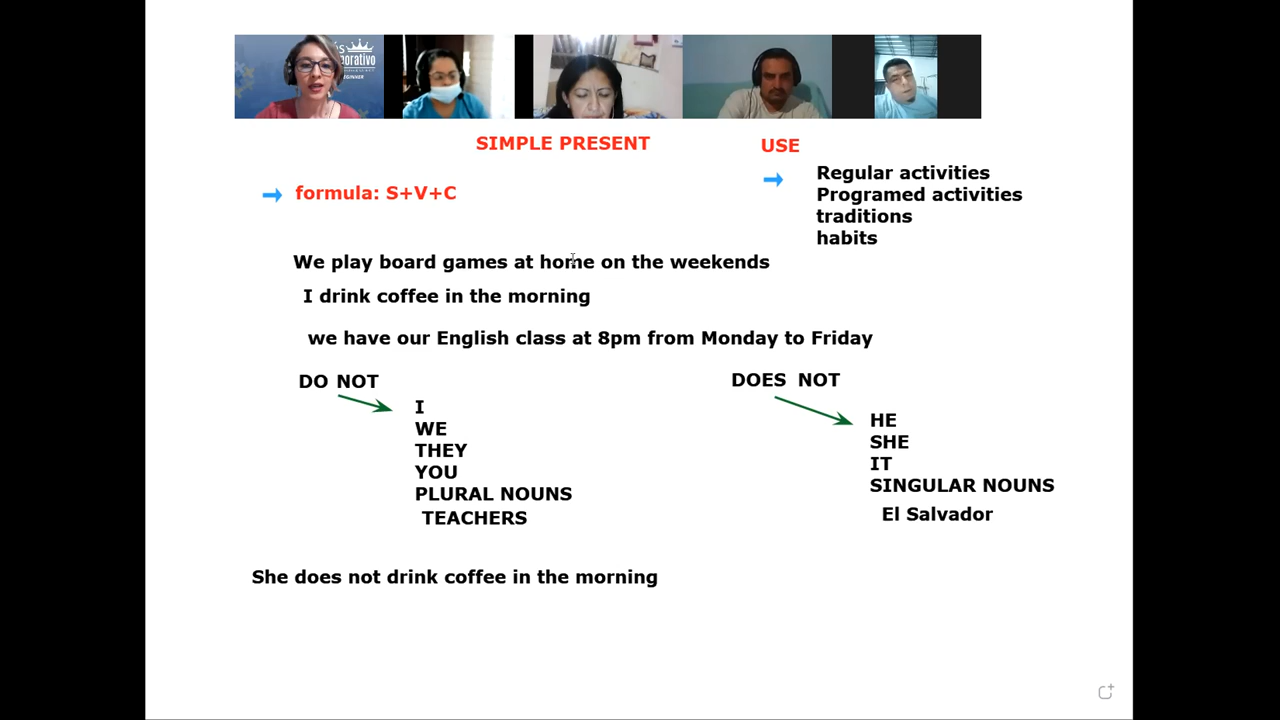 SIMPLE PRESENT
USE
formula: S+V+C
Regular activities
Programed activities
traditions
habits
We play board games at home on the weekends
I drink coffee in the morning
we have our English class at 8pm from Monday to Friday
DO NOT
I
WE
THEY
YOU
PLURAL NOUNS
TEACHERS
DOES NOT
HE
SHE
IT
SINGULAR NOUNS
El Salvador
She does not drink coffee in the morning